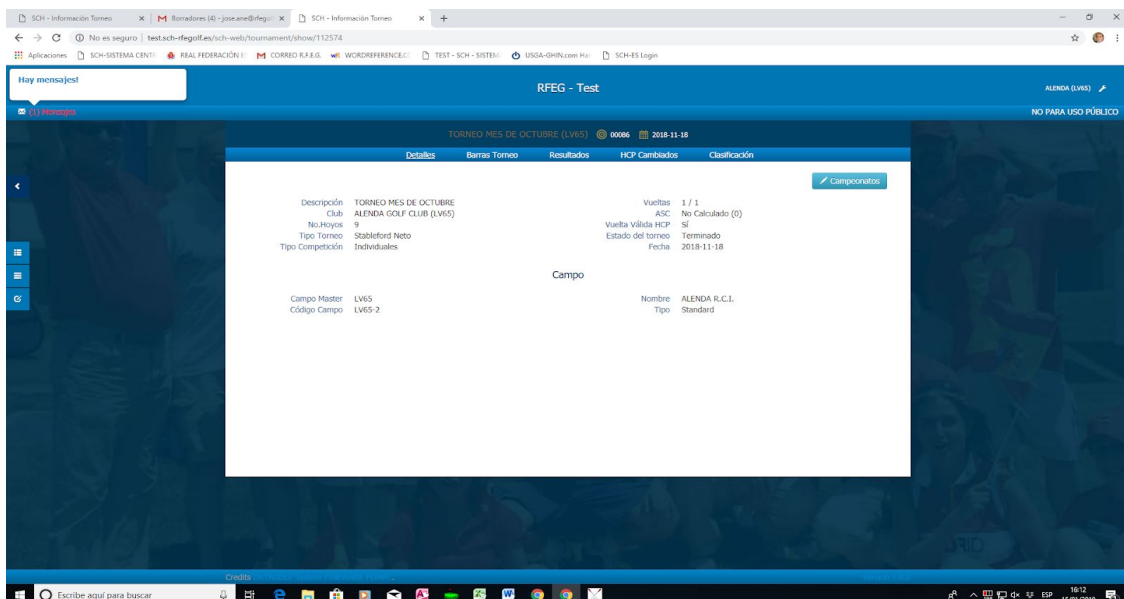 SCH - Información Torneo
Borradores (4) - jose.ane@rfegol
SCH - Información Torneo
No es seguro | test.sch-rfegolf.es/sch-web/tournament/show/112574
Aplicaciones SCH-SISTEMA CENTR REAL FEDERACIÓN E CORREO R.F.E.G. WR WORDREFERENCE.C TEST - SCH - SISTEM USGA-GHIN.com Ha SCH-ES Login
Hay mensajes!
RFEG - Test
ALENDA (LV65)
(1) Mensajes
NO PARA USO PÚBLICO
TORNEO MES DE OCTUBRE (LV65) 00086 2018-11-18
Detalles Barras Torneo Resultados HCP Cambiados Clasificación
Campeonatos
Descripción TORNEO MES DE OCTUBRE Vueltas 1 / 1
Club ALENDA GOLF CLUB (LV65) ASC No Calculado (0)
No.Hoyos 9 Vuelta Válida HCP Sí
Tipo Torneo Stableford Neto Estado del torneo Terminado
Tipo Competición Individuales Fecha 2018-11-18
Campo
Campo Master LV65 Nombre ALENDA R.C.I.
Código Campo LV65-2 Tipo Standard
Credits
Escribe aquí para buscar
ESP 16:12
15/01/2019